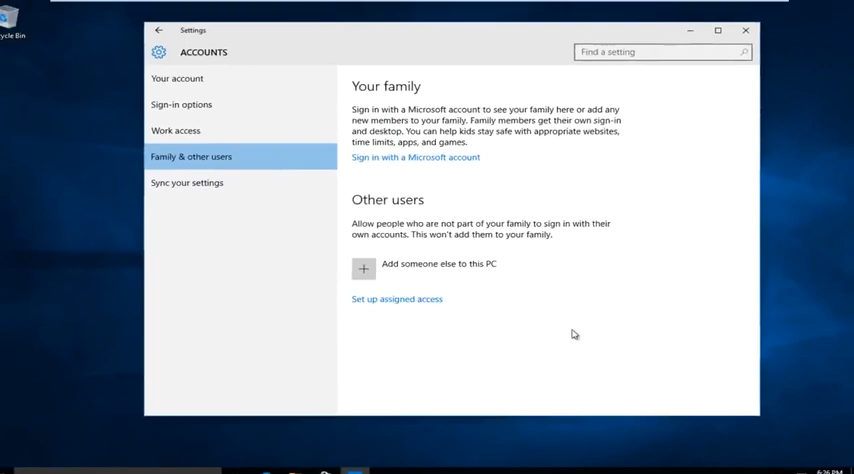 Settings
ACCOUNTS
Find a setting
Your account
Sign-in options
Work access
Family & other users
Sync your settings
Your family
Sign in with a Microsoft account to see your family here or add any
new members to your family. Family members get their own sign-in
and desktop. You can help kids stay safe with appropriate websites,
time limits, apps, and games.
Sign in with a Microsoft account
Other users
Allow people who are not part of your family to sign in with their
own accounts. This won't add them to your family.
Add someone else to this PC
Set up assigned access
cycle Bin
6:26 PM